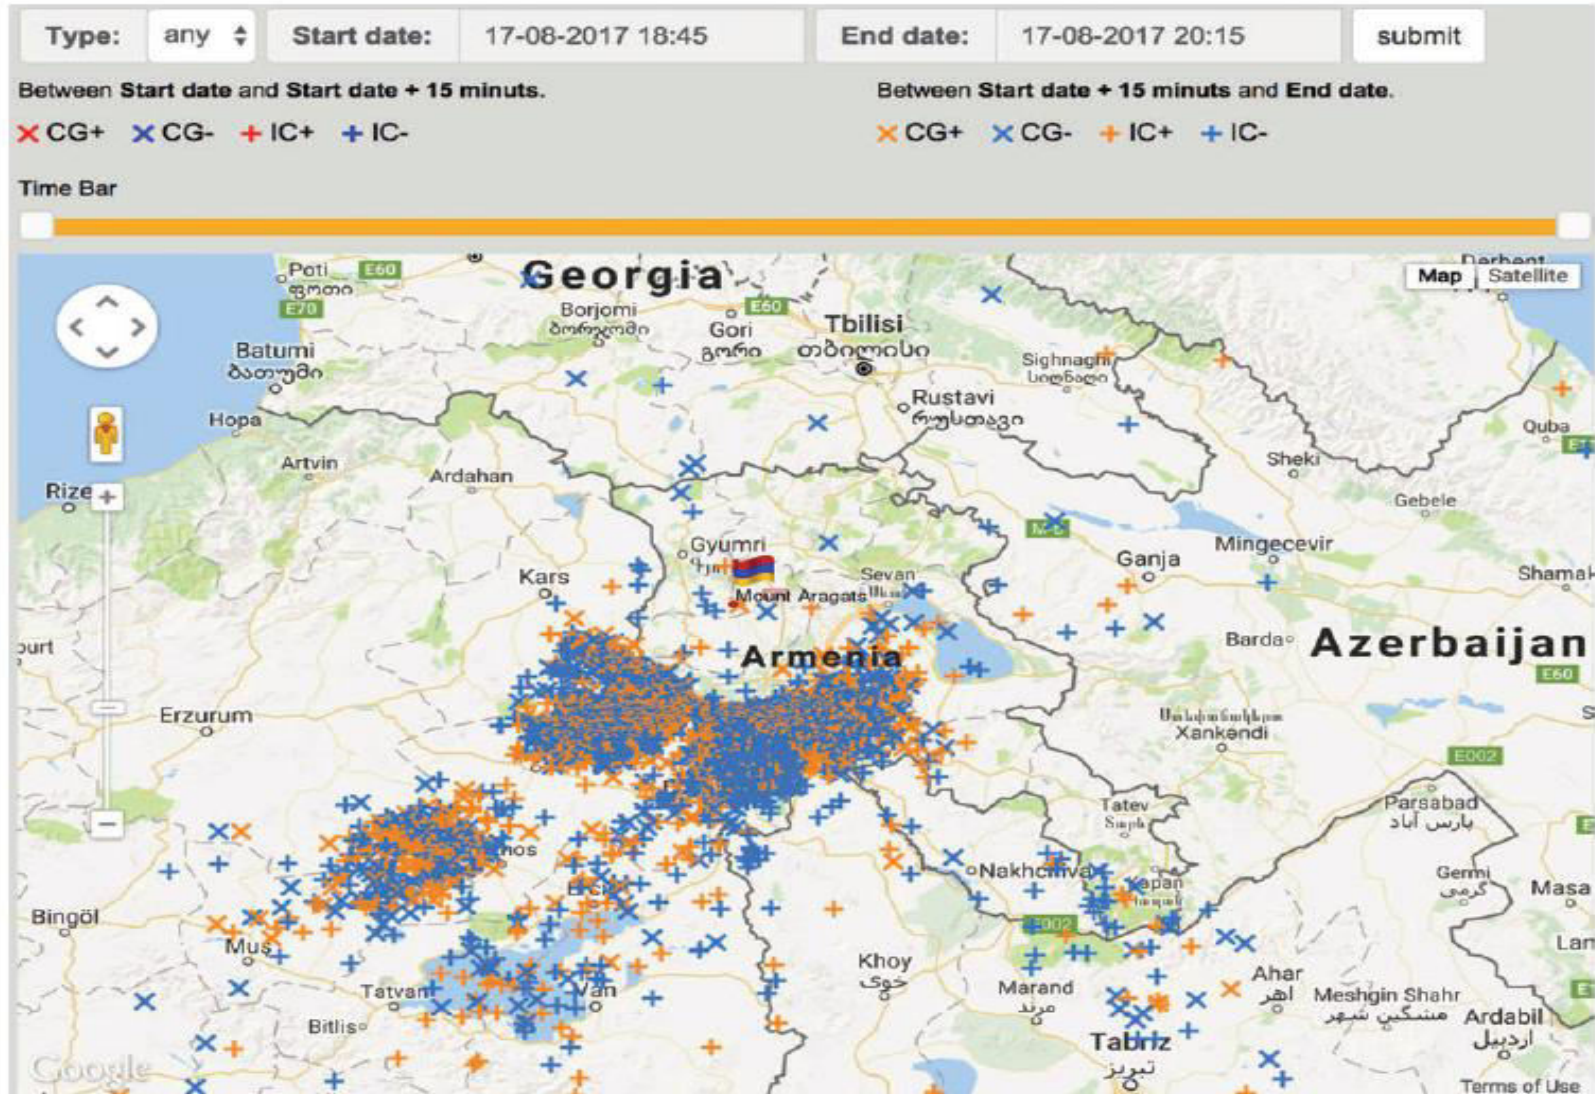 Type: any Start date: 17-08-2017 18:45 End date: 17-08-2017 20:15 submit
Between Start date and Start date + 15 minuts. Between Start date + 15 minuts and End date.
CG+ CG- IC+ IC- CG+ CG- IC+ IC-
Time Bar
Map Satellite
Georgia
Poti
ფოთი
E60
E70
Borjomi
ბორჯომი
Gori
გორი
E60
Tbilisi
თბილისი
Batumi
ბათუმი
Sighnaghi
სიღნაღი
Rustavi
რუსთავი
Hopa
Quba
Artvin
Ardahan
Sheki
Rize
Gebele
Gyumri
Kars
Ganja
Mingecevir
Sevan
Shamak
Mount Aragats
Armenia
Barda
Azerbaijan
E60
Erzurum
Xankəndi
E002
Tatev
Parsabad
پارس آباد
Nakhchiva
Kapan
Germi
گرمی
Masa
Bingöl
E002
Lan
Muş
Khoy
خوی
Marand
مرند
Ahar
اهر
Meshgin Shahr
مشگین شهر
Ardabil
اردبیل
Tatvan
Van
Bitlis
Tabriz
تبریز
Google
Terms of Use